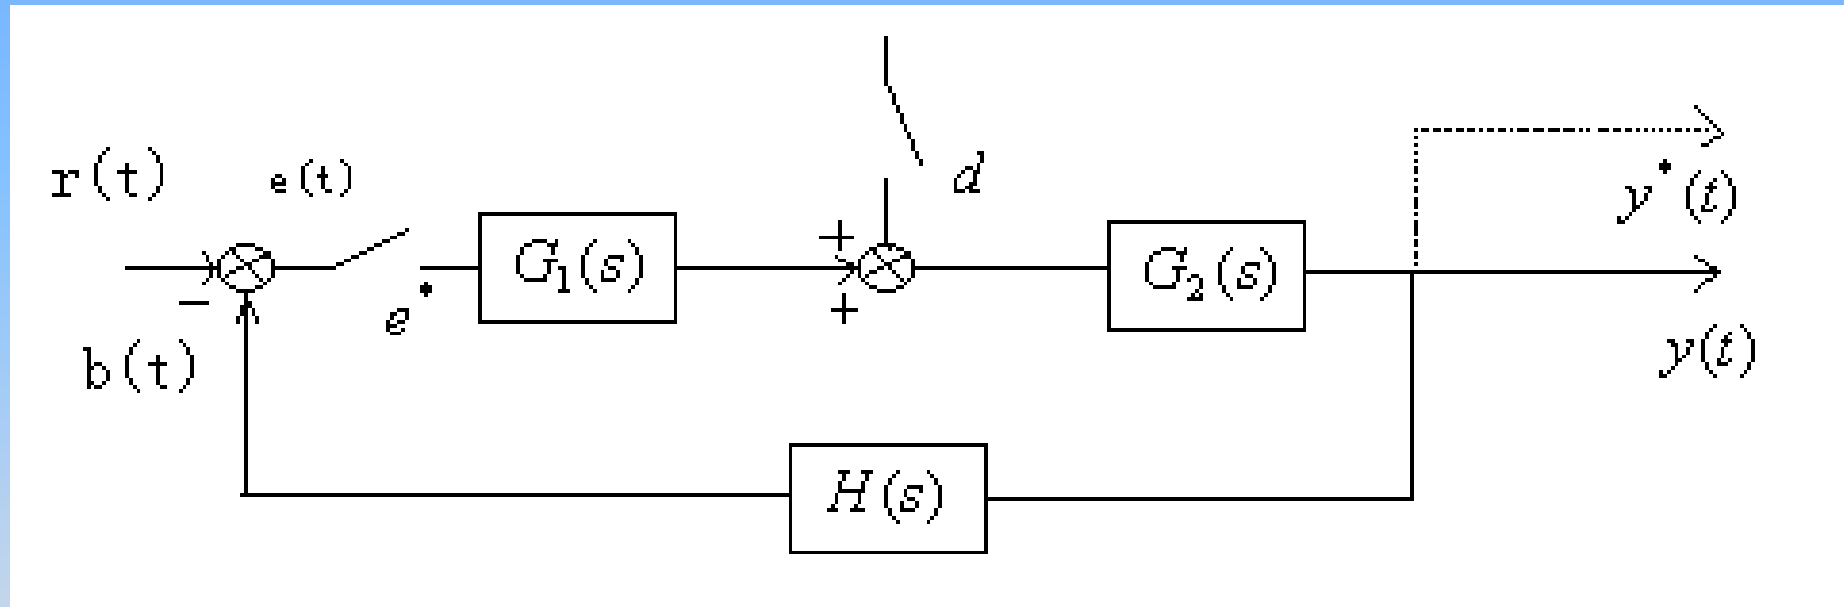 r(t)
e(t)
d
y*(t)
+
G₁(s)
G₂(s)
−
e*
+
b(t)
y(t)
H(s)